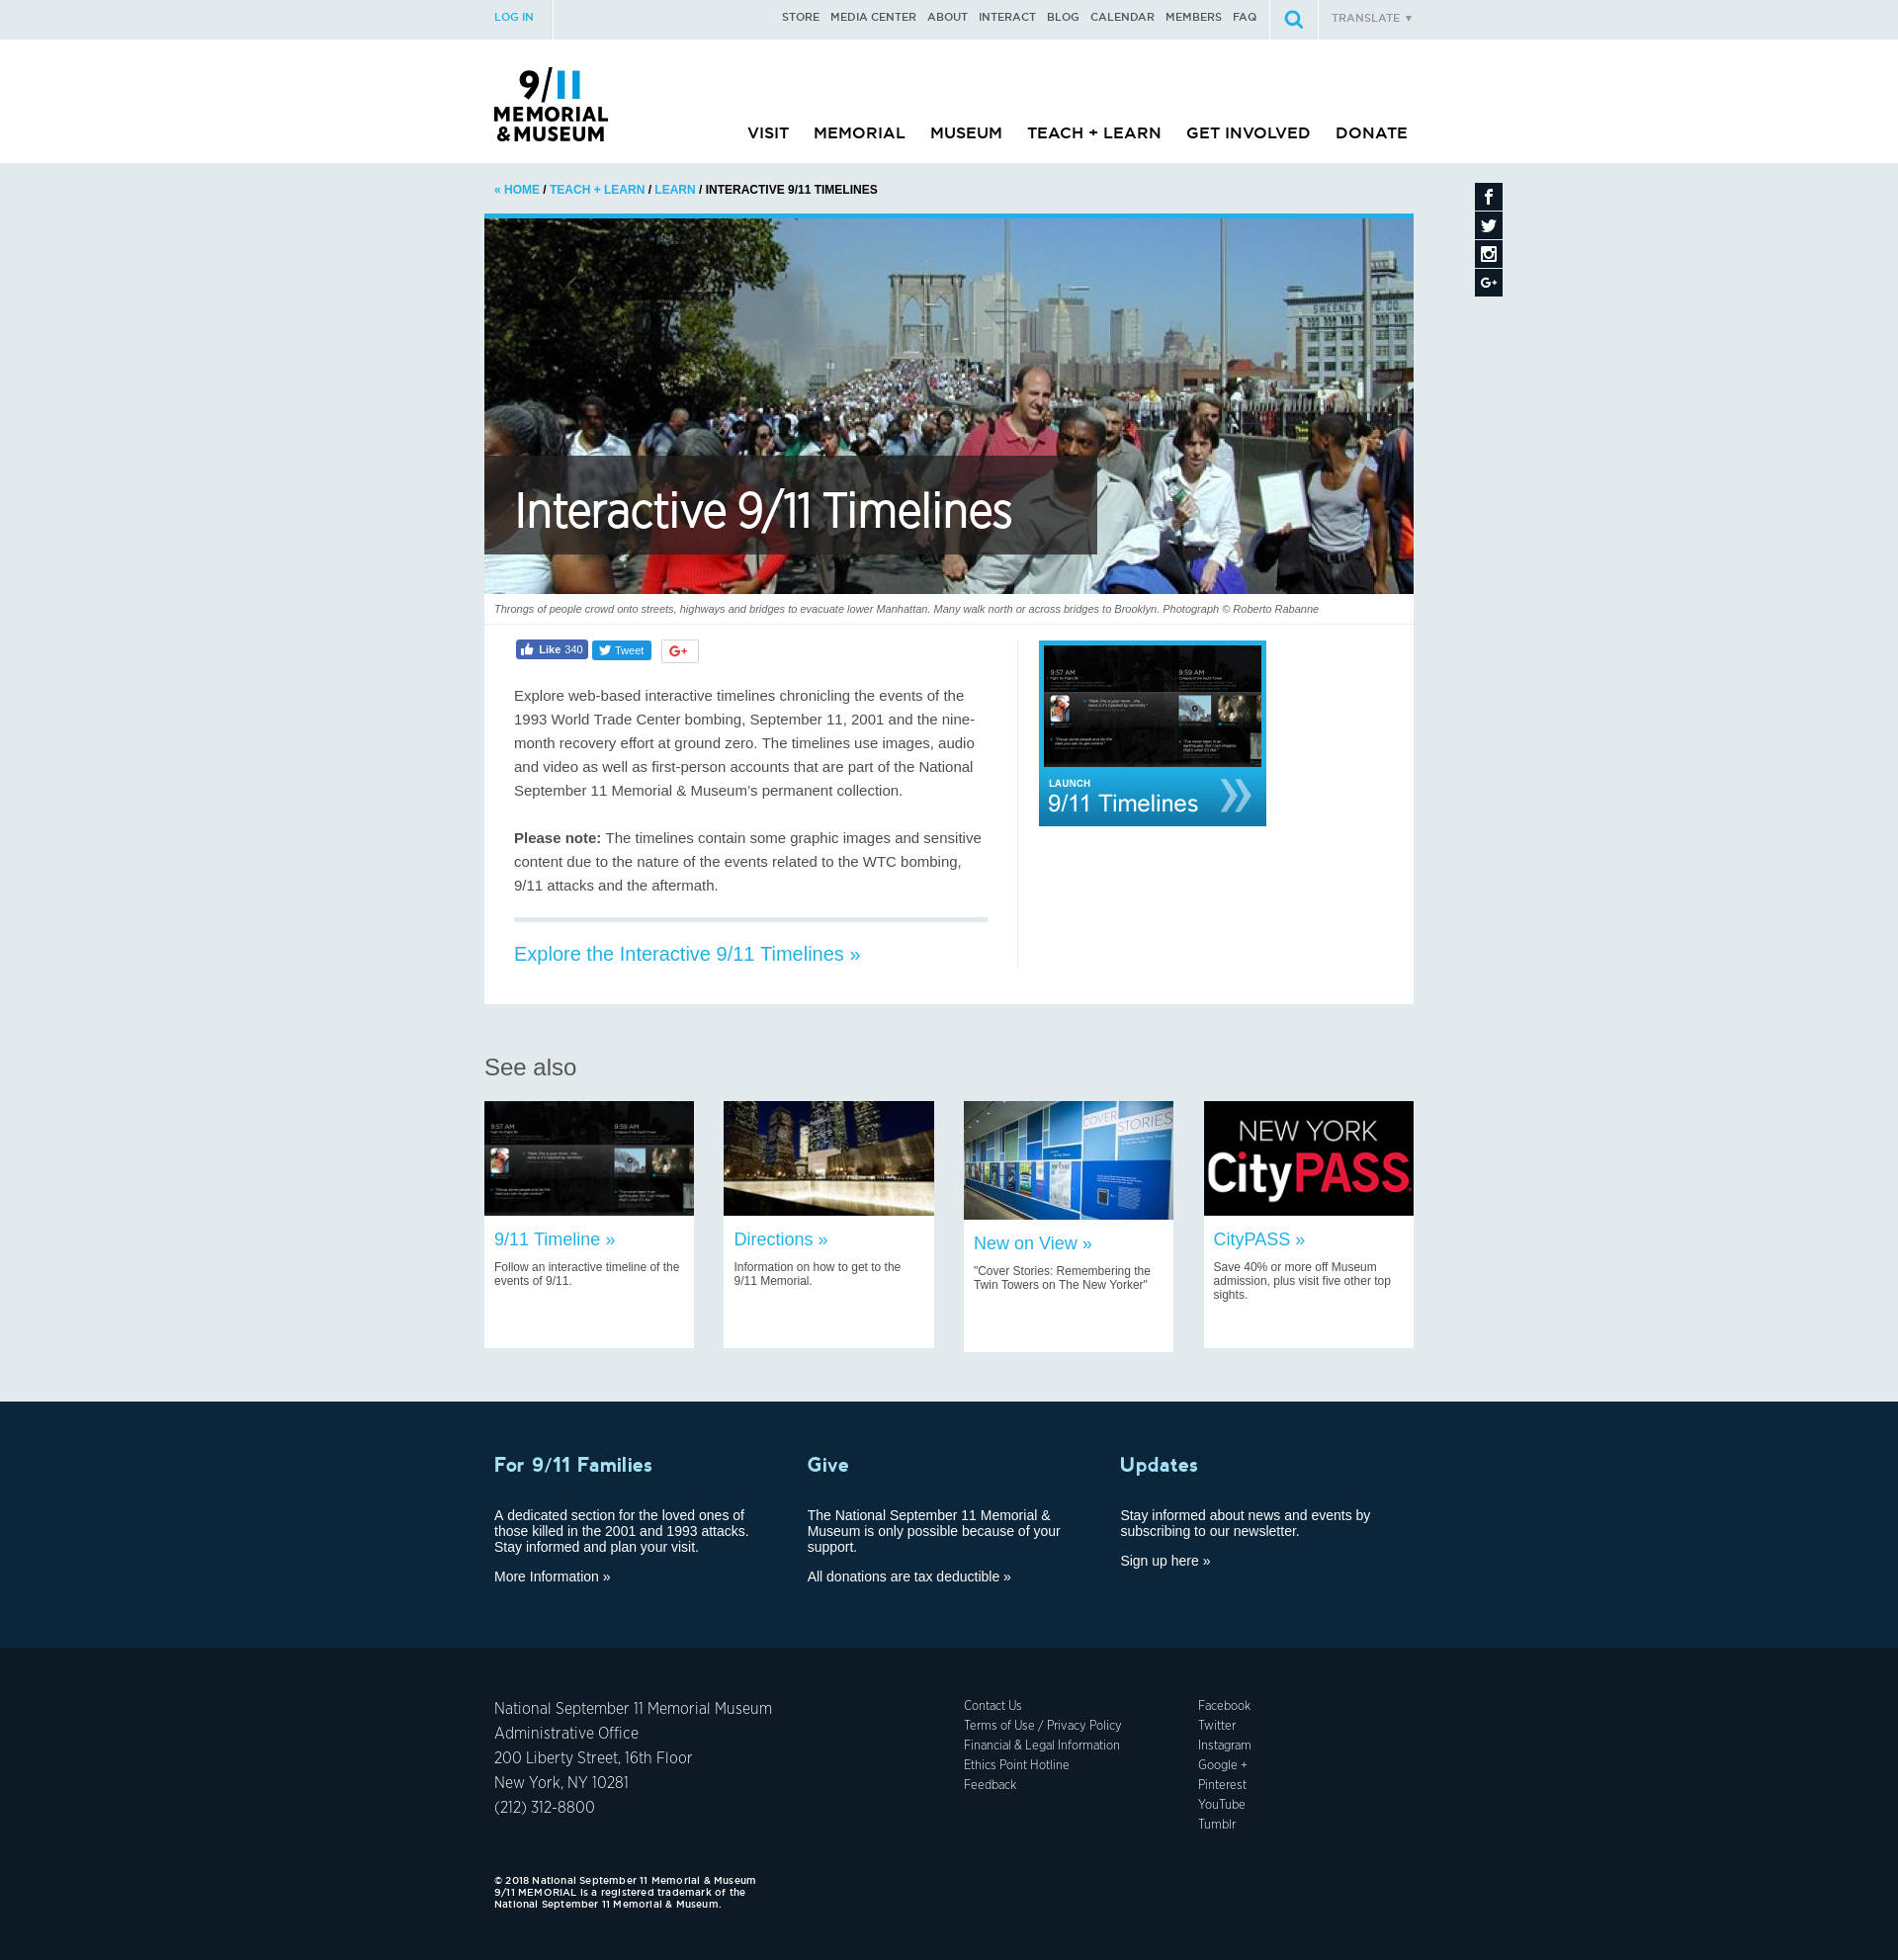 LOG IN
STORE MEDIA CENTER ABOUT INTERACT BLOG CALENDAR MEMBERS FAQ
TRANSLATE ▼
9/11
MEMORIAL
& MUSEUM
VISIT MEMORIAL MUSEUM TEACH + LEARN GET INVOLVED DONATE
« HOME / TEACH + LEARN / LEARN / INTERACTIVE 9/11 TIMELINES
SWEENEY MFG. CO.
Interactive 9/11 Timelines
Throngs of people crowd onto streets, highways and bridges to evacuate lower Manhattan. Many walk north or across bridges to Brooklyn. Photograph © Roberto Rabanne
Like 340
Tweet
G+
Explore web-based interactive timelines chronicling the events of the
1993 World Trade Center bombing, September 11, 2001 and the nine-
month recovery effort at ground zero. The timelines use images, audio
and video as well as first-person accounts that are part of the National
September 11 Memorial & Museum’s permanent collection.
Please note: The timelines contain some graphic images and sensitive
content due to the nature of the events related to the WTC bombing,
9/11 attacks and the aftermath.
Explore the Interactive 9/11 Timelines »
9:57 AM
9:59 AM
LAUNCH
9/11 Timelines
See also
9:57 AM
9:59 AM
9/11 Timeline »
Follow an interactive timeline of the
events of 9/11.
Directions »
Information on how to get to the
9/11 Memorial.
COVER
STORIES
New on View »
"Cover Stories: Remembering the
Twin Towers on The New Yorker"
NEW YORK
CityPASS
CityPASS »
Save 40% or more off Museum
admission, plus visit five other top
sights.
For 9/11 Families
A dedicated section for the loved ones of
those killed in the 2001 and 1993 attacks.
Stay informed and plan your visit.
More Information »
Give
The National September 11 Memorial &
Museum is only possible because of your
support.
All donations are tax deductible »
Updates
Stay informed about news and events by
subscribing to our newsletter.
Sign up here »
National September 11 Memorial Museum
Administrative Office
200 Liberty Street, 16th Floor
New York, NY 10281
(212) 312-8800
Contact Us
Terms of Use / Privacy Policy
Financial & Legal Information
Ethics Point Hotline
Feedback
Facebook
Twitter
Instagram
Google +
Pinterest
YouTube
Tumblr
© 2018 National September 11 Memorial & Museum
9/11 MEMORIAL is a registered trademark of the
National September 11 Memorial & Museum.